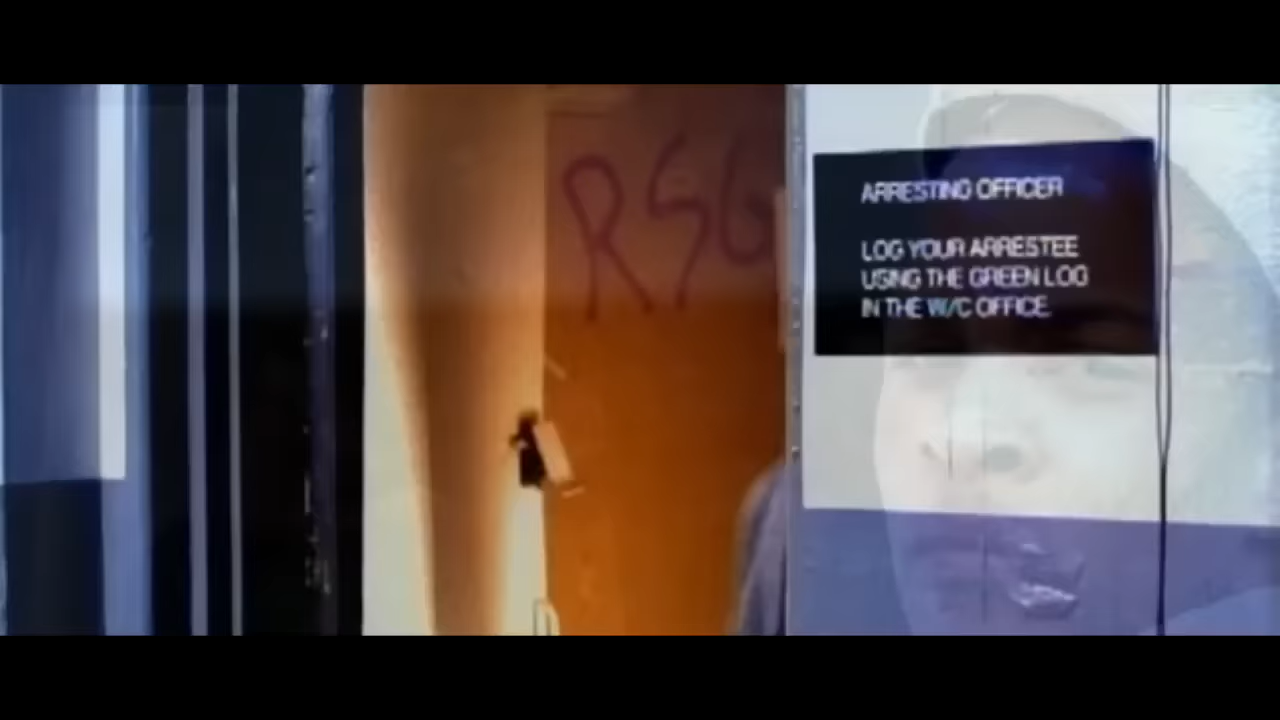 RSG
ARRESTING OFFICER
LOG YOUR ARRESTEE
USING THE GREEN LOG
IN THE W/C OFFICE.